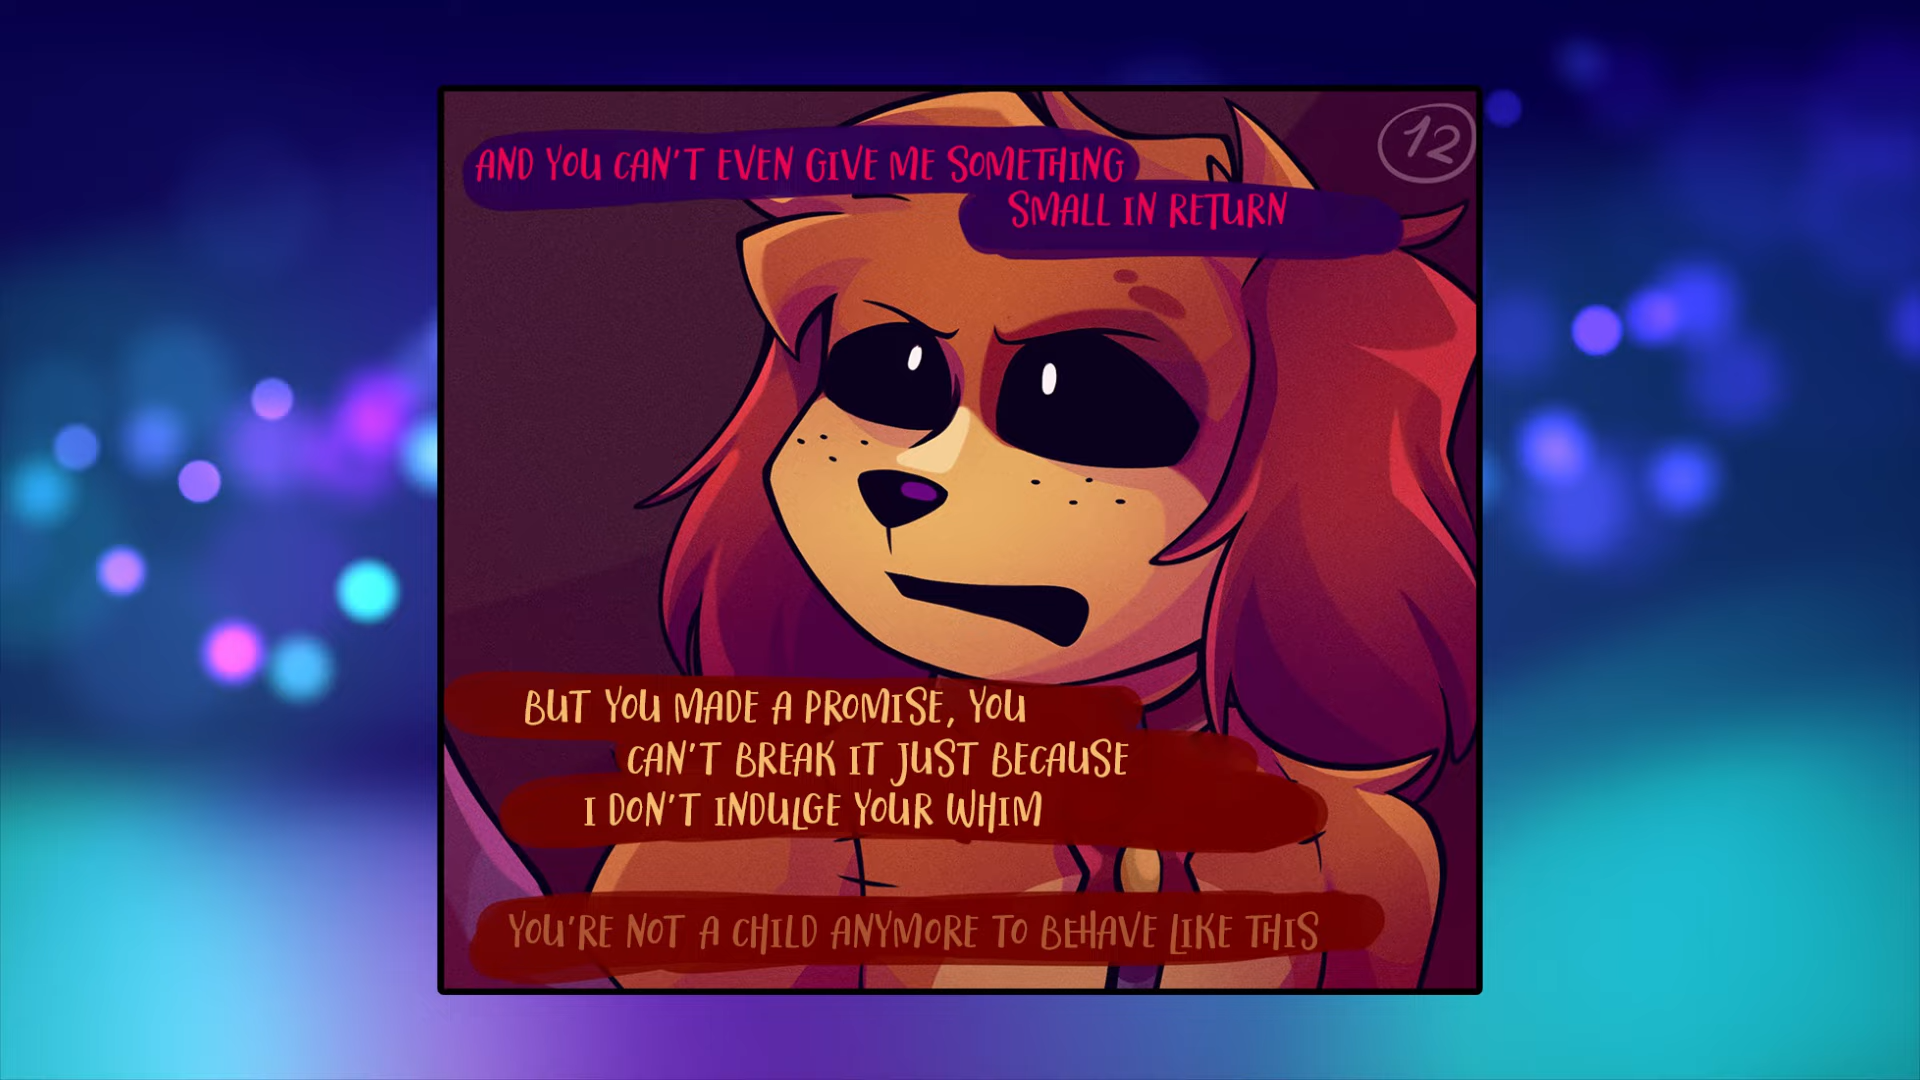 12
AND YOU CAN'T EVEN GIVE ME SOMETHING
SMALL IN RETURN
BUT YOU MADE A PROMISE, YOU
CAN'T BREAK IT JUST BECAUSE
I DON'T INDULGE YOUR WHIM
YOU'RE NOT A CHILD ANYMORE TO BEHAVE LIKE THIS